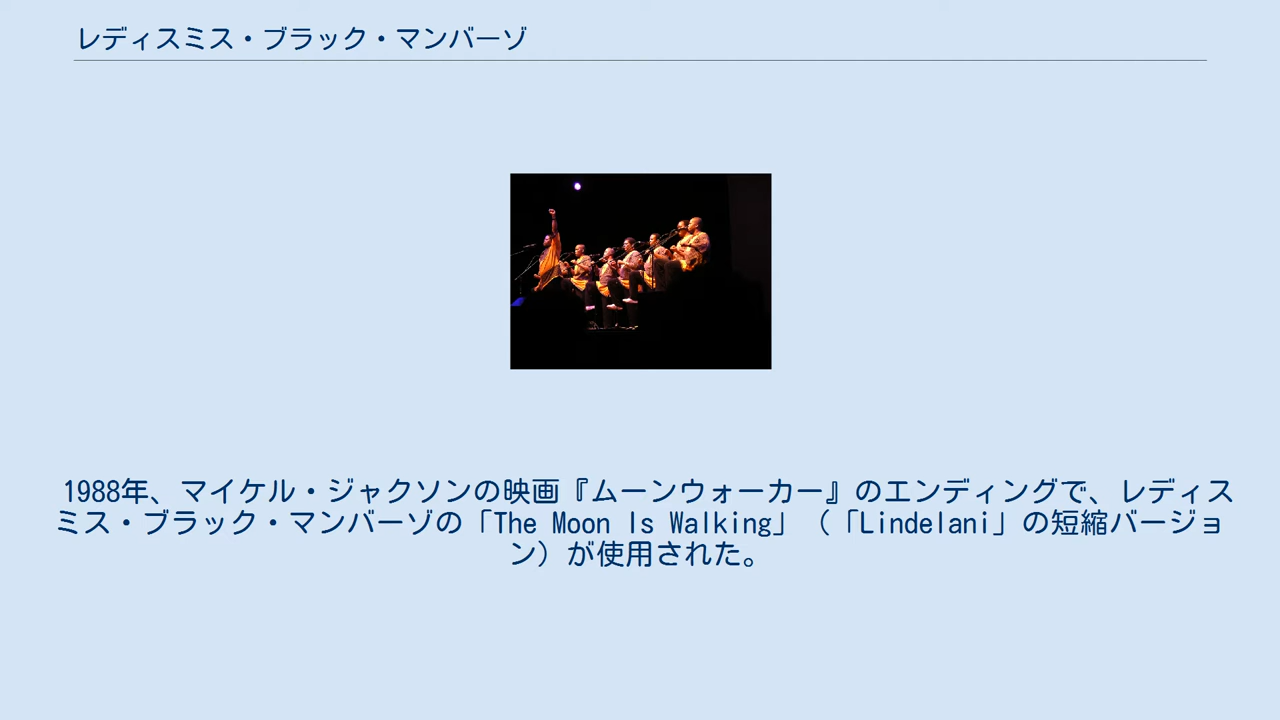 レディスミス・ブラック・マンバーゾ
1988年、マイケル・ジャクソンの映画『ムーンウォーカー』のエンディングで、レディス
ミス・ブラック・マンバーゾの「The Moon Is Walking」（「Lindelani」の短縮バージョ
ン）が使用された。